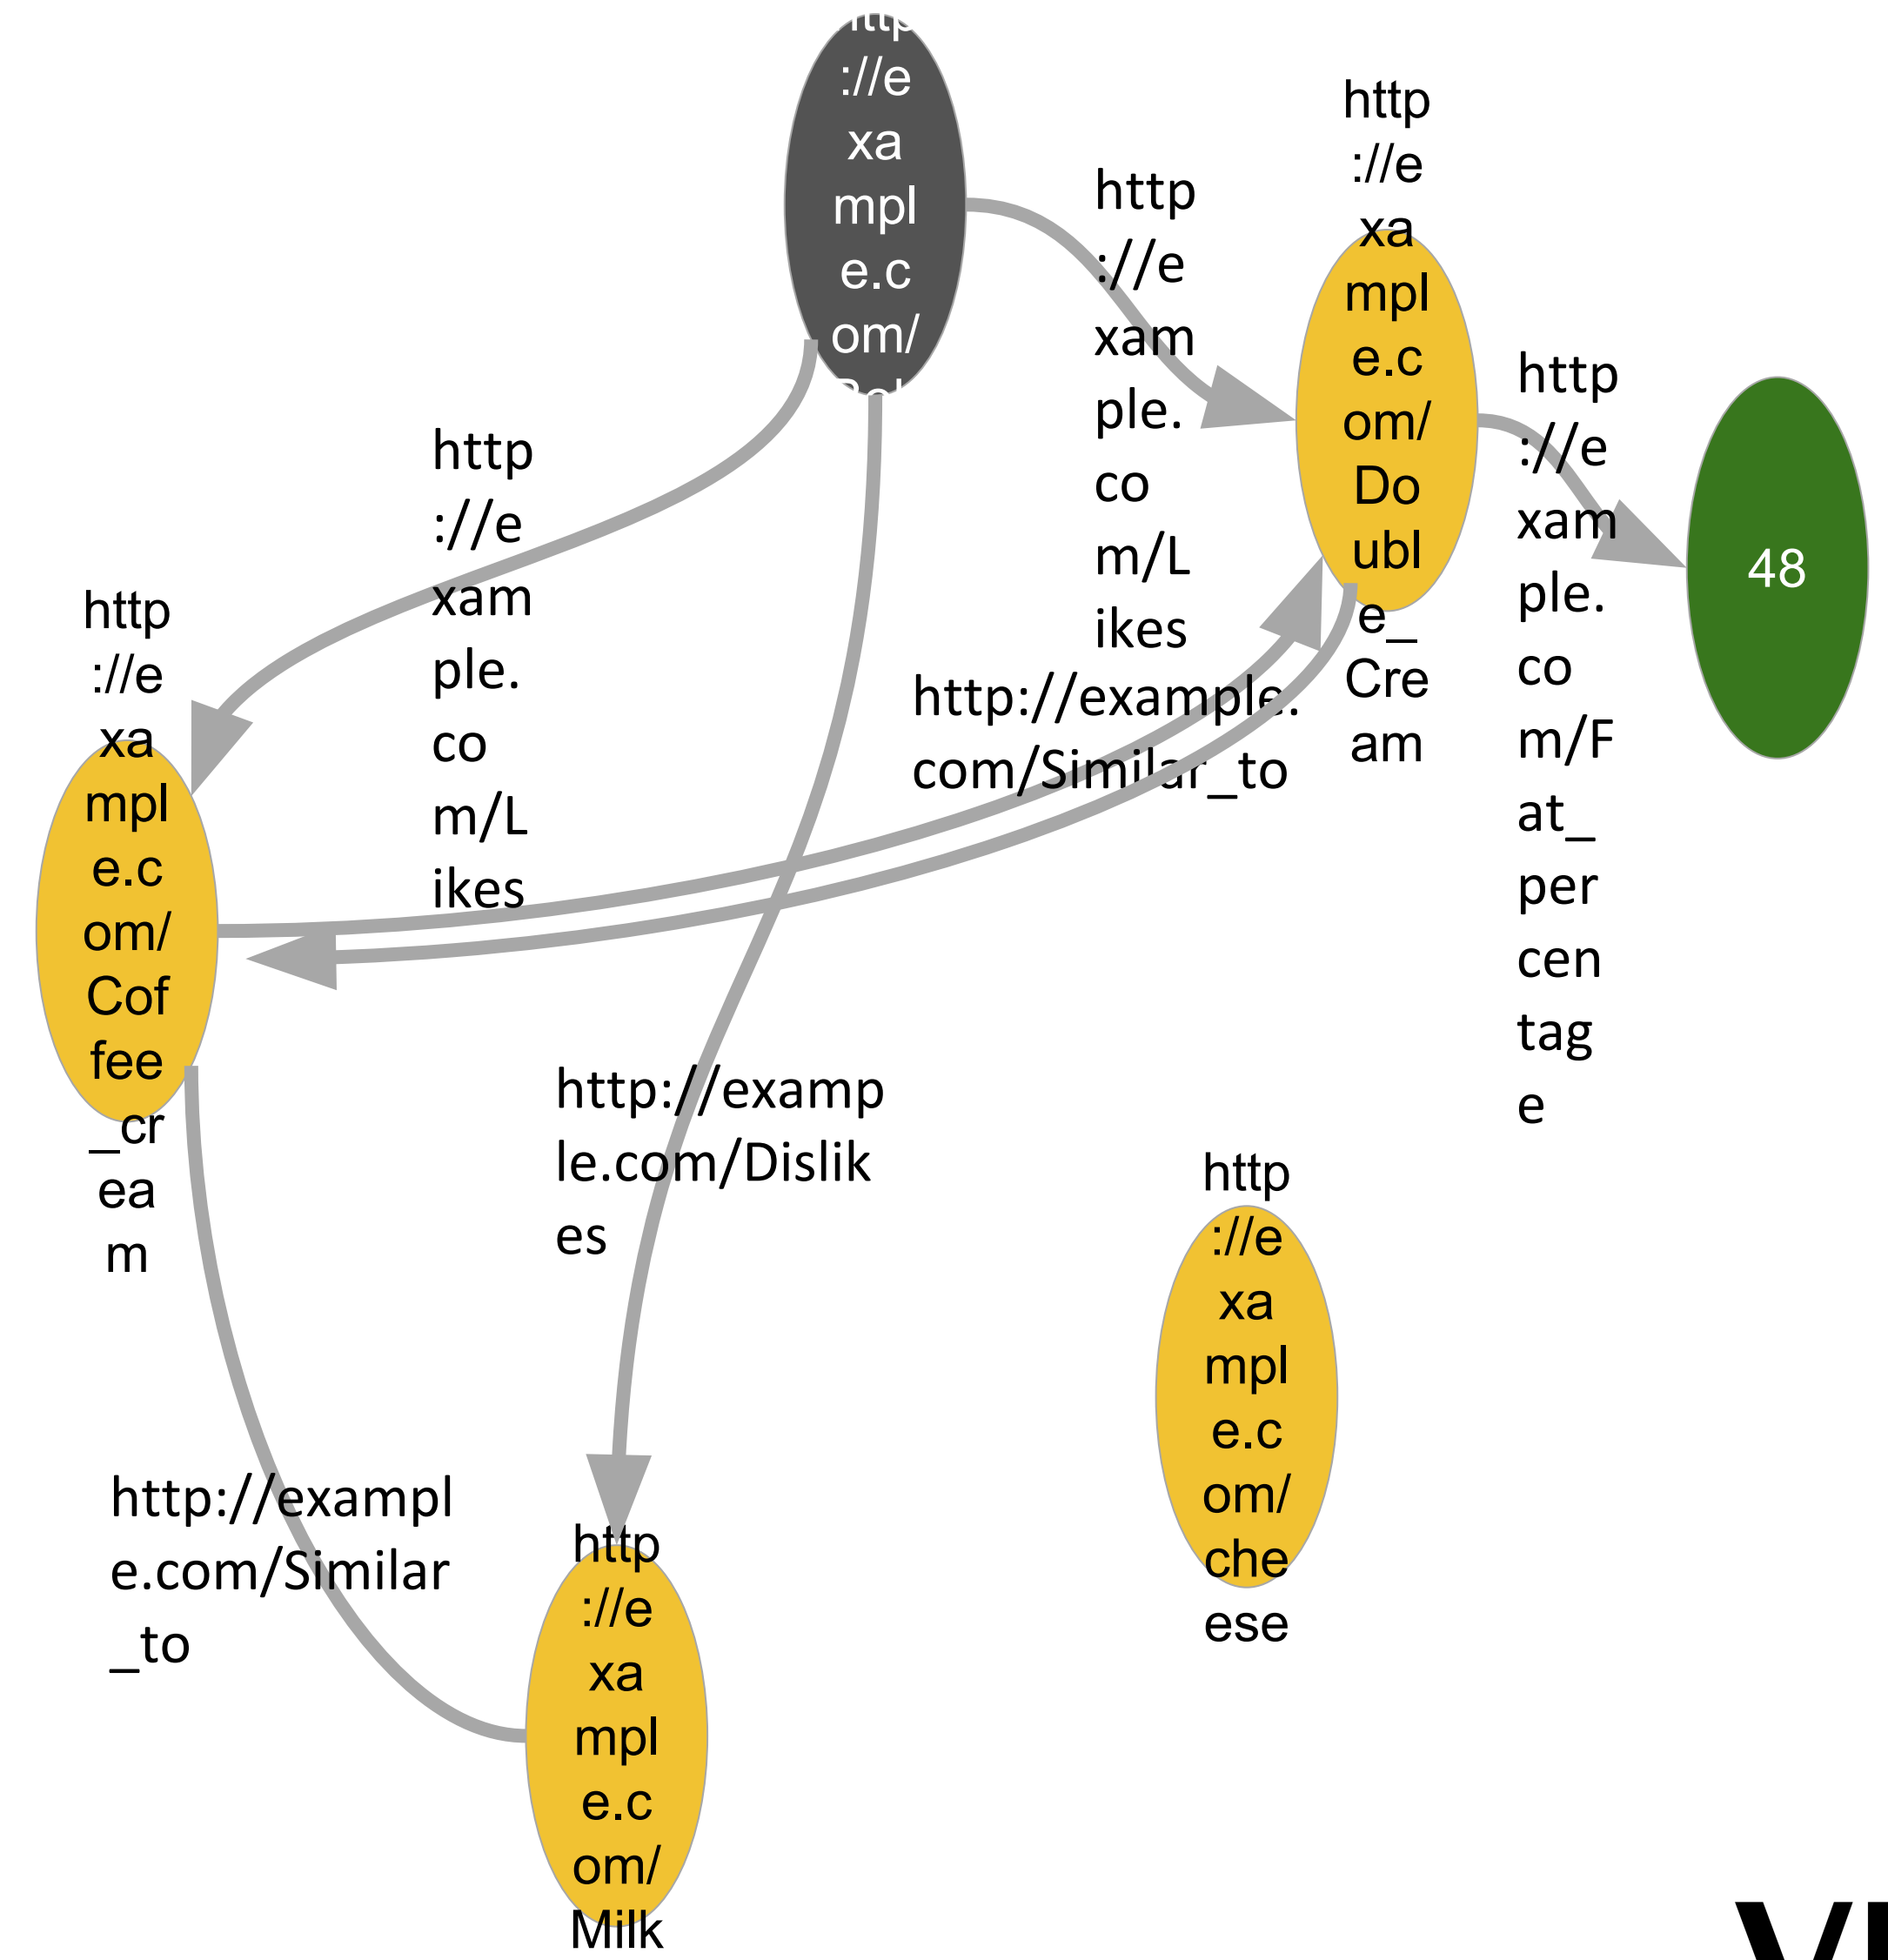 http
://e
xa
mpl
e.c
om/
http
://e
xa
mpl
e.c
om/
Do
ubl
e_
Cre
am
http
://e
xam
ple.
co
m/L
ikes
http
://e
xam
ple.
co
m/F
at_
per
cen
tag
e
48
http
://e
xam
ple.
co
m/L
ikes
http://example.
com/Similar_to
http
://e
xa
mpl
e.c
om/
Cof
fee
_cr
ea
m
http://examp
le.com/Dislik
es
http
://e
xa
mpl
e.c
om/
che
ese
http://exampl
e.com/Similar
_to
http
://e
xa
mpl
e.c
om/
Milk